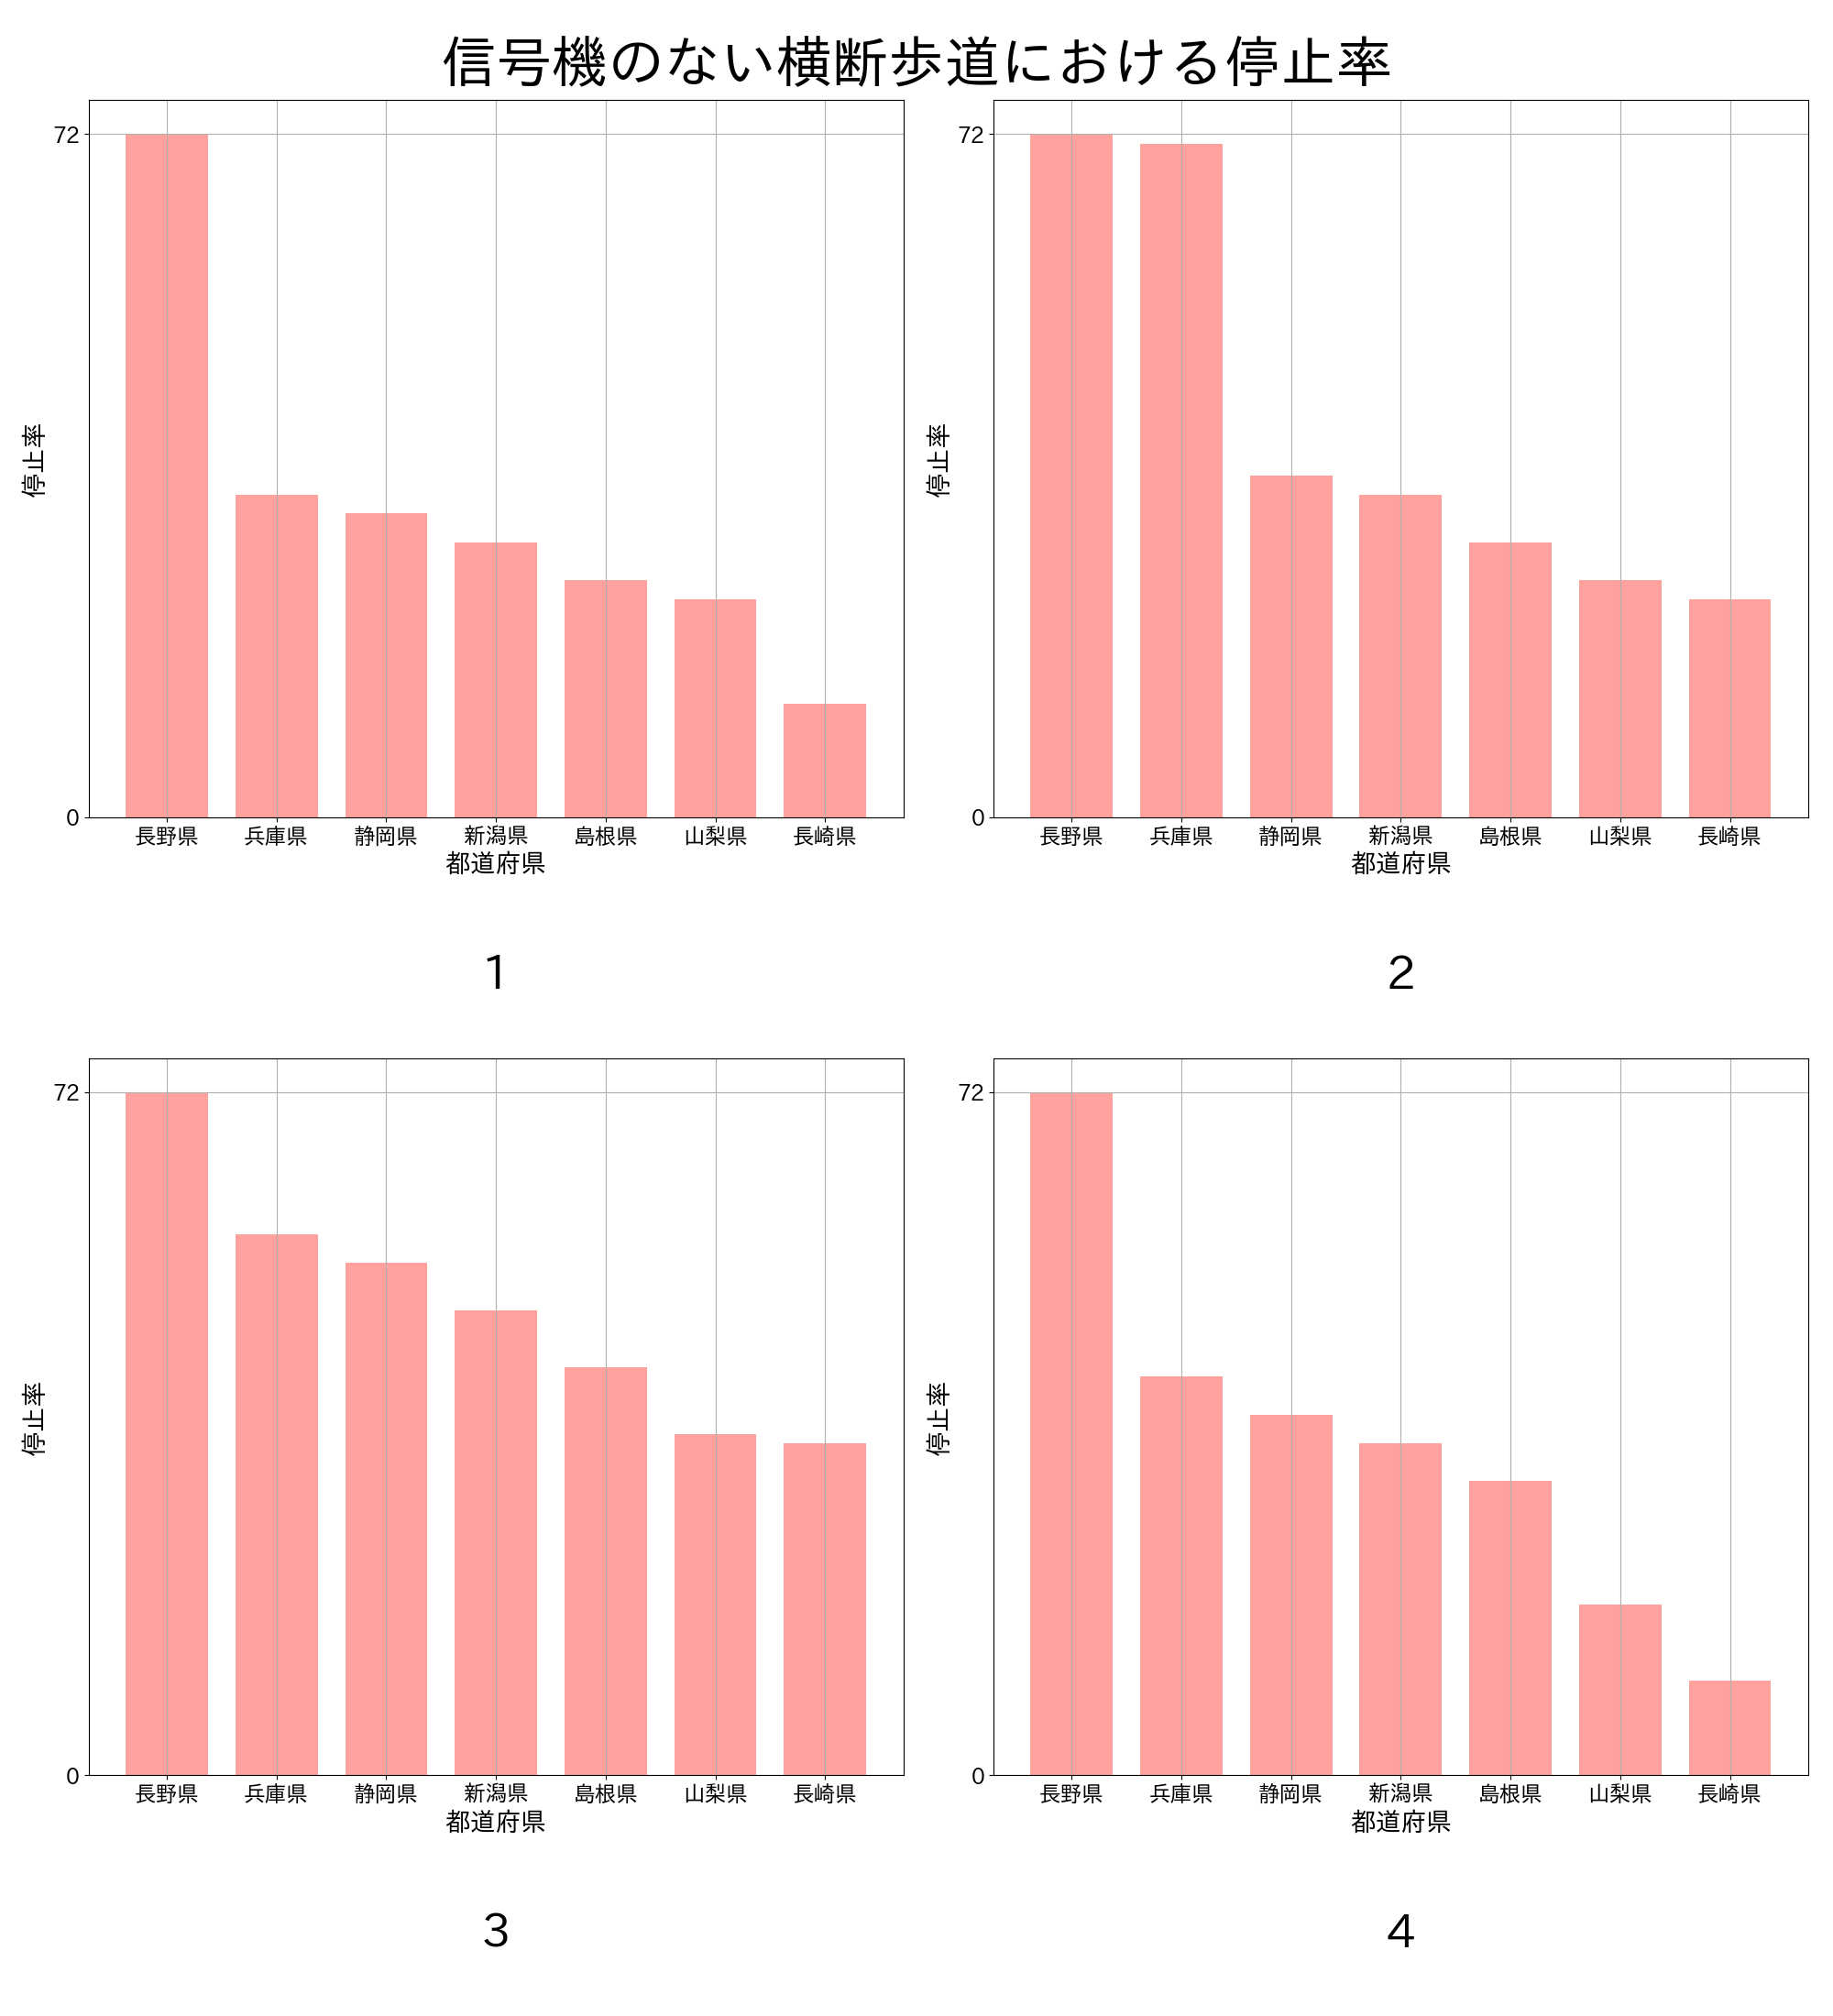 信号機のない横断歩道における停止率
72
0
停止率
長野県 兵庫県 静岡県 新潟県 島根県 山梨県 長崎県
都道府県
1
72
0
停止率
長野県 兵庫県 静岡県 新潟県 島根県 山梨県 長崎県
都道府県
2
72
0
停止率
長野県 兵庫県 静岡県 新潟県 島根県 山梨県 長崎県
都道府県
3
72
0
停止率
長野県 兵庫県 静岡県 新潟県 島根県 山梨県 長崎県
都道府県
4